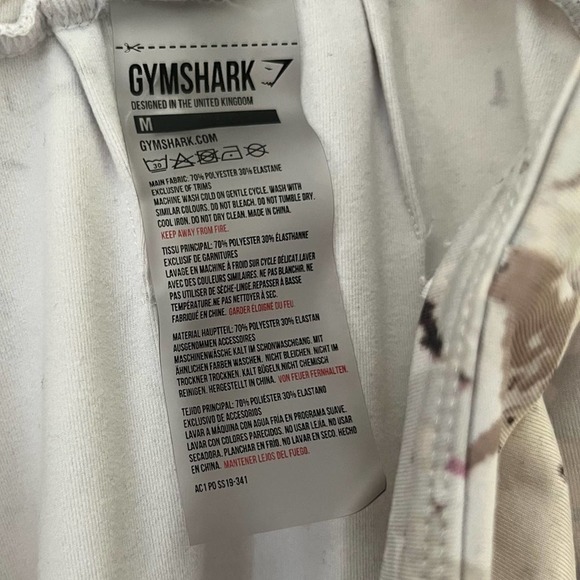 GYMSHARK
DESIGNED IN THE UNITED KINGDOM
M
GYMSHARK.COM
30
MAIN FABRIC: 70% POLYESTER 30% ELASTANE
EXCLUSIVE OF TRIMS
MACHINE WASH COLD ON GENTLE CYCLE. WASH WITH
SIMILAR COLOURS. DO NOT BLEACH. DO NOT TUMBLE DRY.
COOL IRON. DO NOT DRY CLEAN. MADE IN CHINA.
KEEP AWAY FROM FIRE.
TISSU PRINCIPAL: 70% POLYESTER 30% ÉLASTHANNE
EXCLUSIF DE GARNITURES
LAVAGE EN MACHINE À FROID SUR CYCLE DÉLICAT.LAVER
AVEC DES COULEURS SIMILAIRES. NE PAS BLANCHIR, NE
PAS UTILISER DE SÈCHE-LINGE REPASSER À BASSE
TEMPÉRATURE.NE PAS NETTOYER À SEC.
FABRIQUÉ EN CHINE. GARDER ÉLOIGNÉ DU FEU
MATERIAL HAUPTTEIL: 70% POLYESTER 30% ELASTAN
AUSGENOMMEN ACCESSOIRES
MASCHINENWÄSCHE KALT IM SCHONWASCHGANG. MIT
ÄHNLICHEN FARBEN WASCHEN. NICHT BLEICHEN. NICHT IM
TROCKNER TROCKNEN. KALT BÜGELN.NICHT CHEMISCH
REINIGEN. HERGESTELLT IN CHINA. VON FEUER FERNHALTEN.
TEJIDO PRINCIPAL: 70% POLIÉSTER 30% ELASTANO
EXCLUSIVO DE ACCESORIOS
LAVAR A MÁQUINA CON AGUA FRÍA EN PROGRAMA SUAVE.
LAVAR CON COLORES PARECIDOS. NO USAR LEJÍA. NO USAR
SECADORA. PLANCHAR EN FRÍO. NO LAVAR EN SECO. HECHO
EN CHINA. MANTENER LEJOS DEL FUEGO.
AC1 PO SS19-341